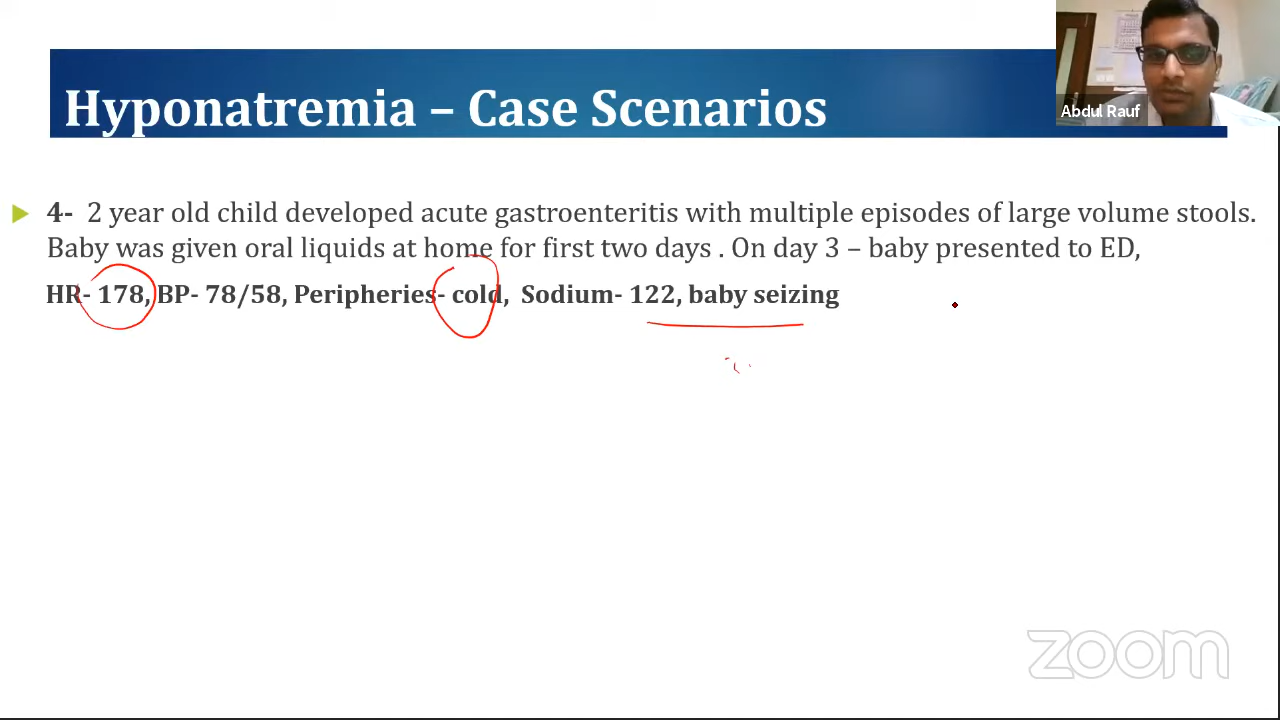 Hyponatremia – Case Scenarios
Abdul Rauf
4- 2 year old child developed acute gastroenteritis with multiple episodes of large volume stools.
Baby was given oral liquids at home for first two days . On day 3 – baby presented to ED,
HR- 178, BP- 78/58, Peripheries- cold, Sodium- 122, baby seizing
zoom